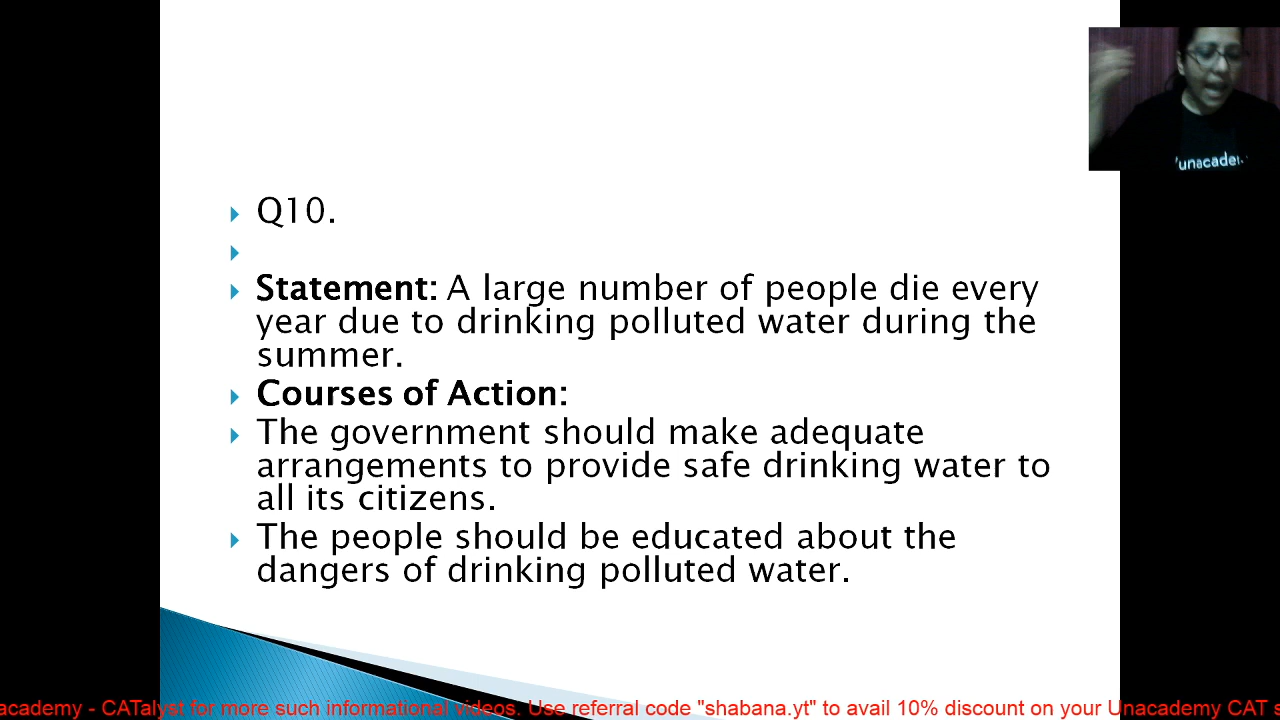 Q10.
Statement: A large number of people die every
year due to drinking polluted water during the
summer.
Courses of Action:
The government should make adequate
arrangements to provide safe drinking water to
all its citizens.
The people should be educated about the
dangers of drinking polluted water.
academy - CATalyst for more such informational videos. Use referral code "shabana.yt" to avail 10% discount on your Unacademy CAT s